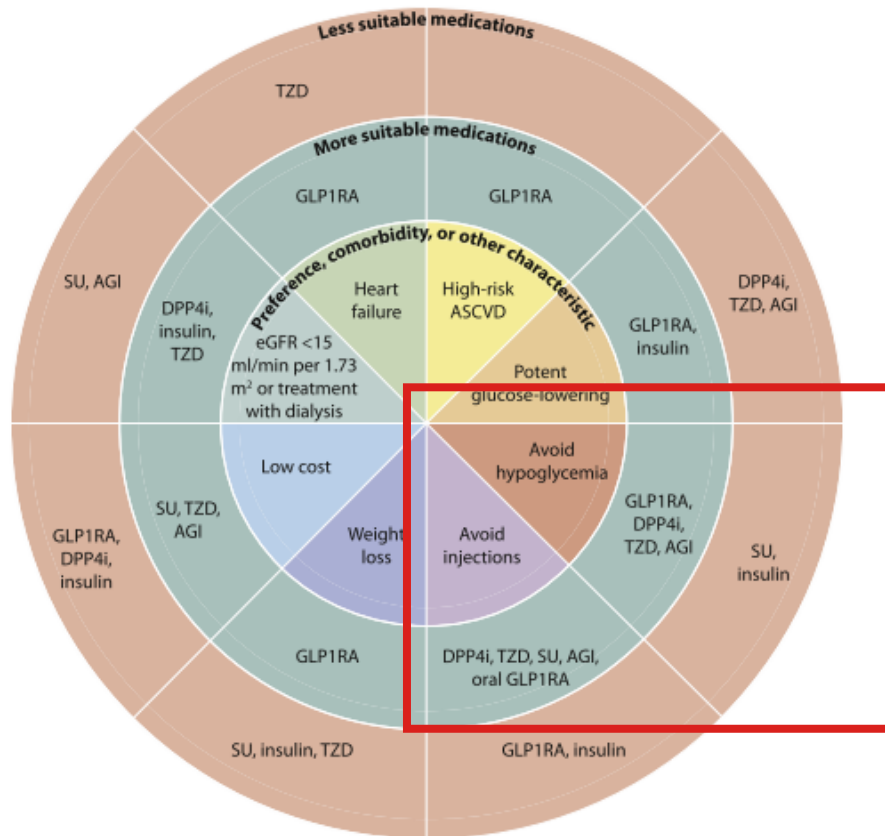 Less suitable medications
TZD
More suitable medications
GLP1RA
GLP1RA
Preference, comorbidity, or other characteristic
SU, AGI
DPP4i,
insulin,
TZD
Heart
failure
High-risk
ASCVD
GLP1RA,
insulin
DPP4i,
TZD, AGI
eGFR <15
ml/min per 1.73
m² or treatment
with dialysis
Potent
glucose-lowering
Low cost
Avoid
hypoglycemia
SU, TZD,
AGI
GLP1RA,
DPP4i,
TZD, AGI
GLP1RA,
DPP4i,
insulin
Weight
loss
Avoid
injections
SU,
insulin
GLP1RA
DPP4i, TZD, SU, AGI,
oral GLP1RA
SU, insulin, TZD
GLP1RA, insulin